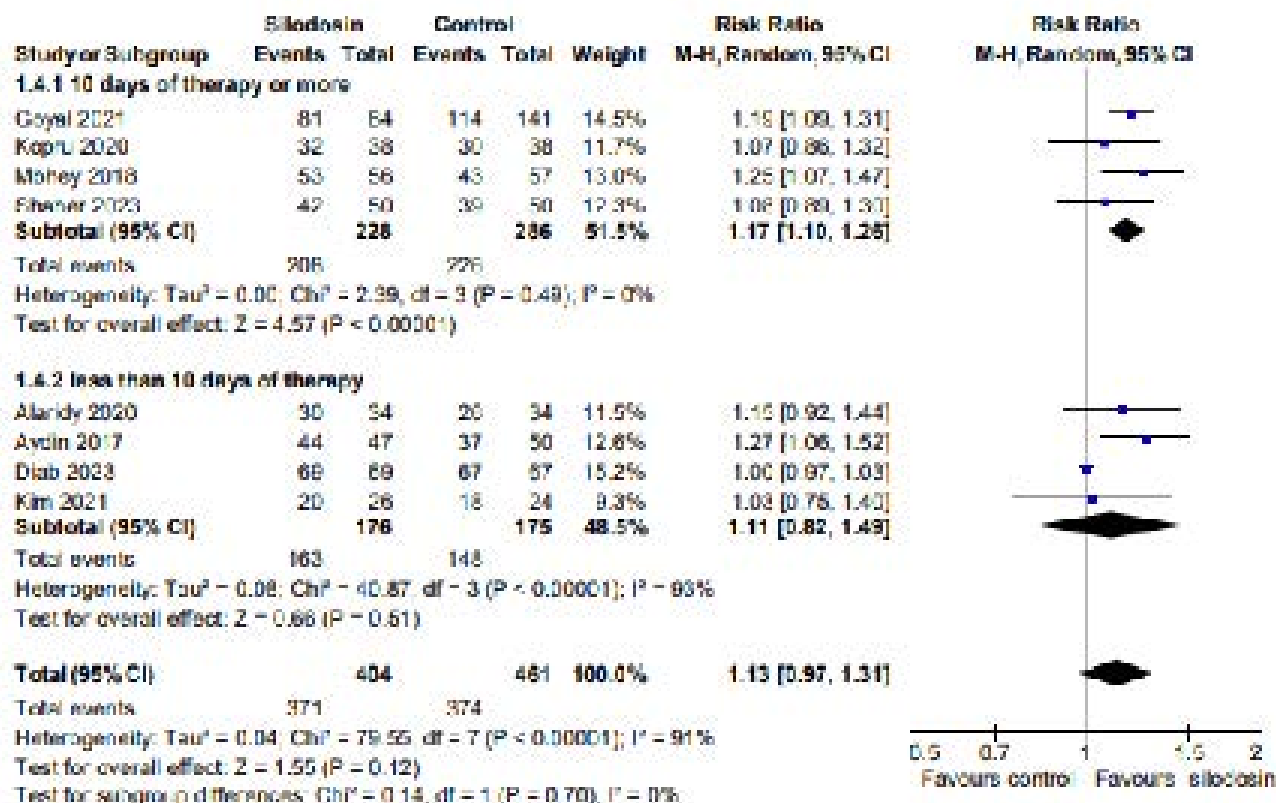 Silodosin Control Risk Ratio Risk Ratio
Study or Subgroup Events Total Events Total Weight M-H, Random, 95% CI M-H, Random, 95% CI
1.4.1 10 days of therapy or more
Goyal 2021 81 84 114 141 14.5% 1.19 [1.09, 1.31]
Kopru 2020 32 38 30 38 11.7% 1.07 [0.86, 1.32]
Mohey 2018 53 56 43 57 13.0% 1.25 [1.07, 1.47]
2023 42 50 39 50 12.3% 1.08 [0.89, 1.30]
Subtotal (95% CI) 228 286 51.5% 1.17 [1.10, 1.26]
Total events 208 226
Heterogeneity: Tau² = 0.00; Chi² = 2.39, df = 3 (P = 0.49); I² = 0%
Test for overall effect: Z = 4.57 (P < 0.00001)
1.4.2 less than 10 days of therapy
2020 30 34 34 11.5% 1.15 [0.92, 1.44]
Aydin 2017 44 47 37 50 12.6% 1.27 [1.06, 1.52]
Diab 2023 69 69 67 67 15.2% 1.00 [0.97, 1.03]
Kim 2021 20 26 18 24 9.3% 1.03 [0.75, 1.40]
Subtotal (95% CI) 176 175 48.5% 1.11 [0.82, 1.49]
Total events 163 148
Heterogeneity: Tau² = 0.08; Chi² = 40.87, df = 3 (P < 0.00001); I² = 93%
Test for overall effect: Z = 0.66 (P = 0.51)
Total (95% CI) 404 461 100.0% 1.13 [0.97, 1.31]
Total events 371 374
Heterogeneity: Tau² = 0.04; Chi² = 79.55, df = 7 (P < 0.00001); I² = 91%
Test for overall effect: Z = 1.55 (P = 0.12)
Test for subgroup differences: Chi² = 0.14, df = 1 (P = 0.70), I² = 0%
0.5 0.7 1 1.5 2
Favours control Favours silodosin